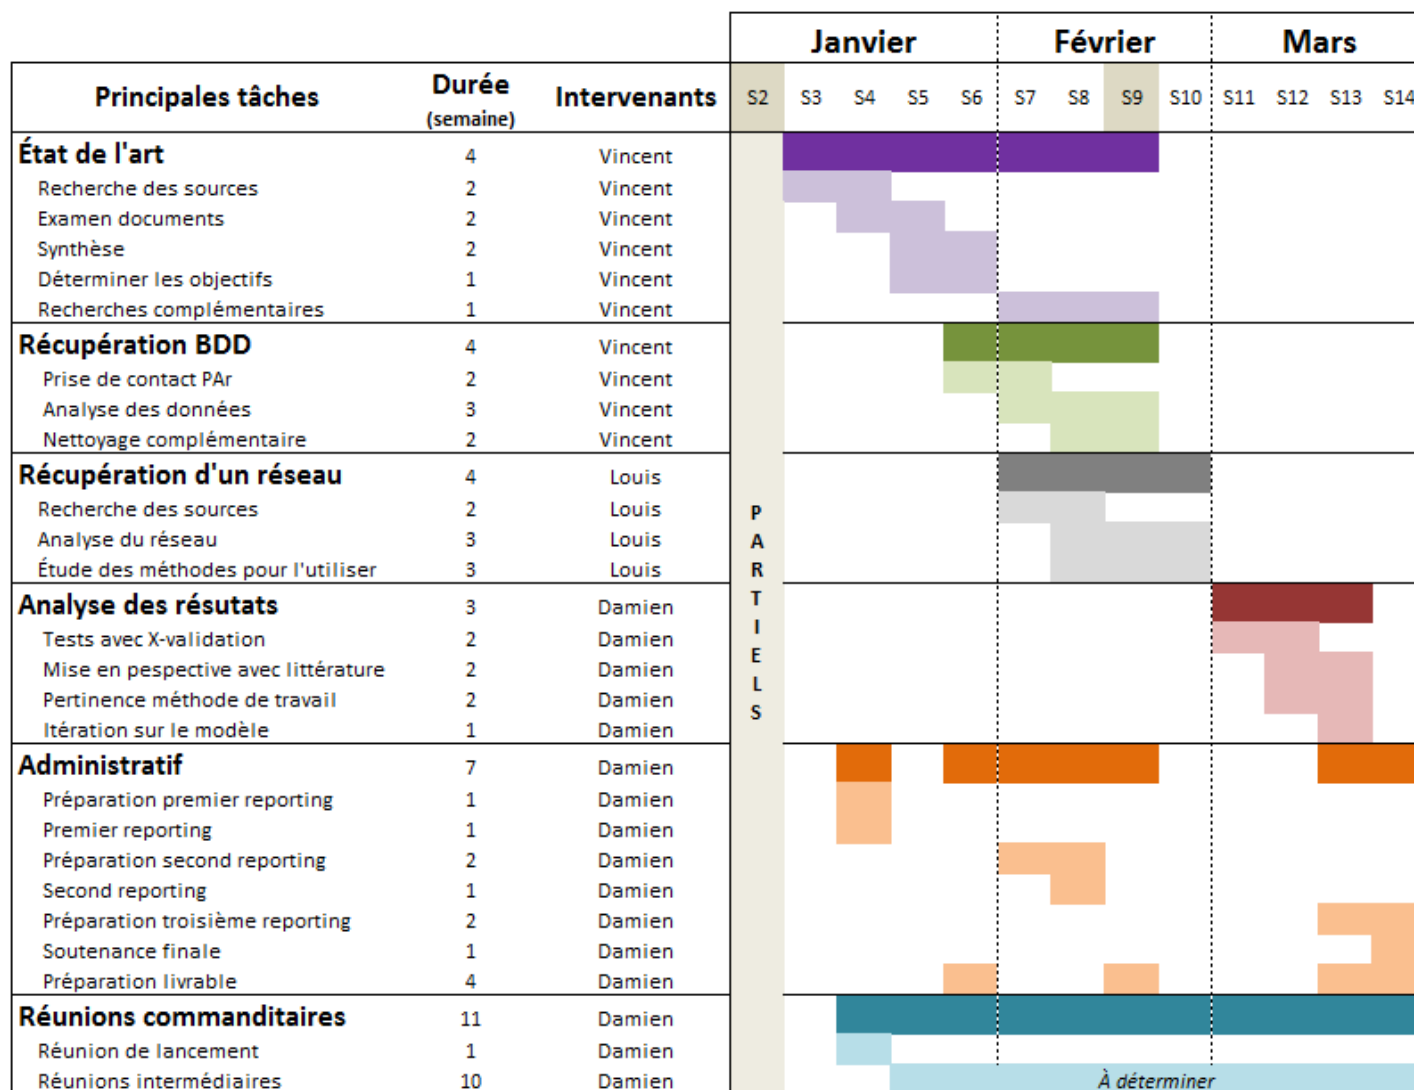 Janvier Février Mars
Principales tâches Durée (semaine) Intervenants S2 S3 S4 S5 S6 S7 S8 S9 S10 S11 S12 S13 S14
État de l'art 4 Vincent
Recherche des sources 2 Vincent
Examen documents 2 Vincent
Synthèse 2 Vincent
Déterminer les objectifs 1 Vincent
Recherches complémentaires 1 Vincent
Récupération BDD 4 Vincent
Prise de contact PAr 2 Vincent
Analyse des données 3 Vincent
Nettoyage complémentaire 2 Vincent
Récupération d'un réseau 4 Louis
Recherche des sources 2 Louis
Analyse du réseau 3 Louis
Étude des méthodes pour l'utiliser 3 Louis
Analyse des résutats 3 Damien
Tests avec X-validation 2 Damien
Mise en pespective avec littérature 2 Damien
Pertinence méthode de travail 2 Damien
Itération sur le modèle 1 Damien
PARTIELS
Administratif 7 Damien
Préparation premier reporting 1 Damien
Premier reporting 1 Damien
Préparation second reporting 2 Damien
Second reporting 1 Damien
Préparation troisième reporting 2 Damien
Soutenance finale 1 Damien
Préparation livrable 4 Damien
Réunions commanditaires 11 Damien
Réunion de lancement 1 Damien
Réunions intermédiaires 10 Damien À déterminer